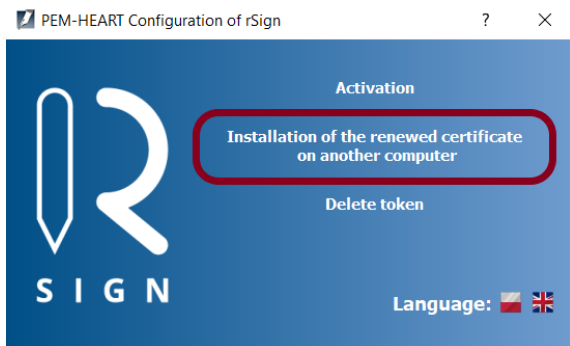 PEM-HEART Configuration of rSign
?
Activation
Installation of the renewed certificate
on another computer
Delete token
R
SIGN
Language: